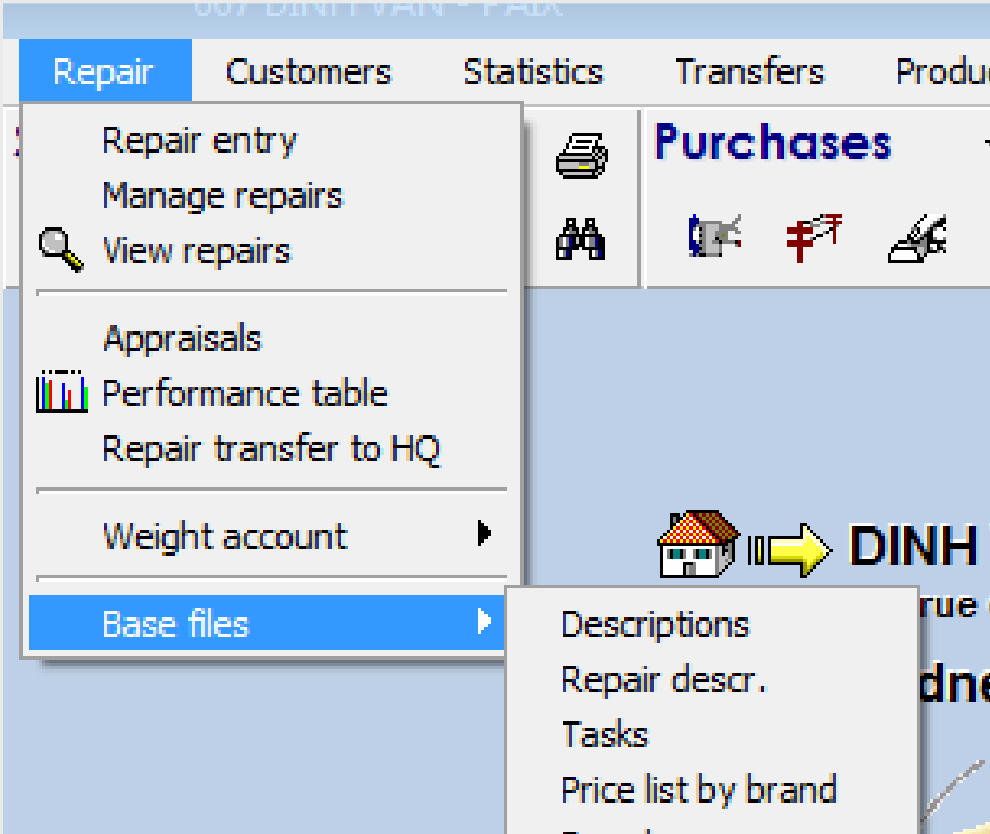 Repair Customers Statistics Transfers
Repair entry
Manage repairs
View repairs
Appraisals
Performance table
Repair transfer to HQ
Weight account
Base files
Purchases
DINH
Descriptions
Repair descr.
Tasks
Price list by brand